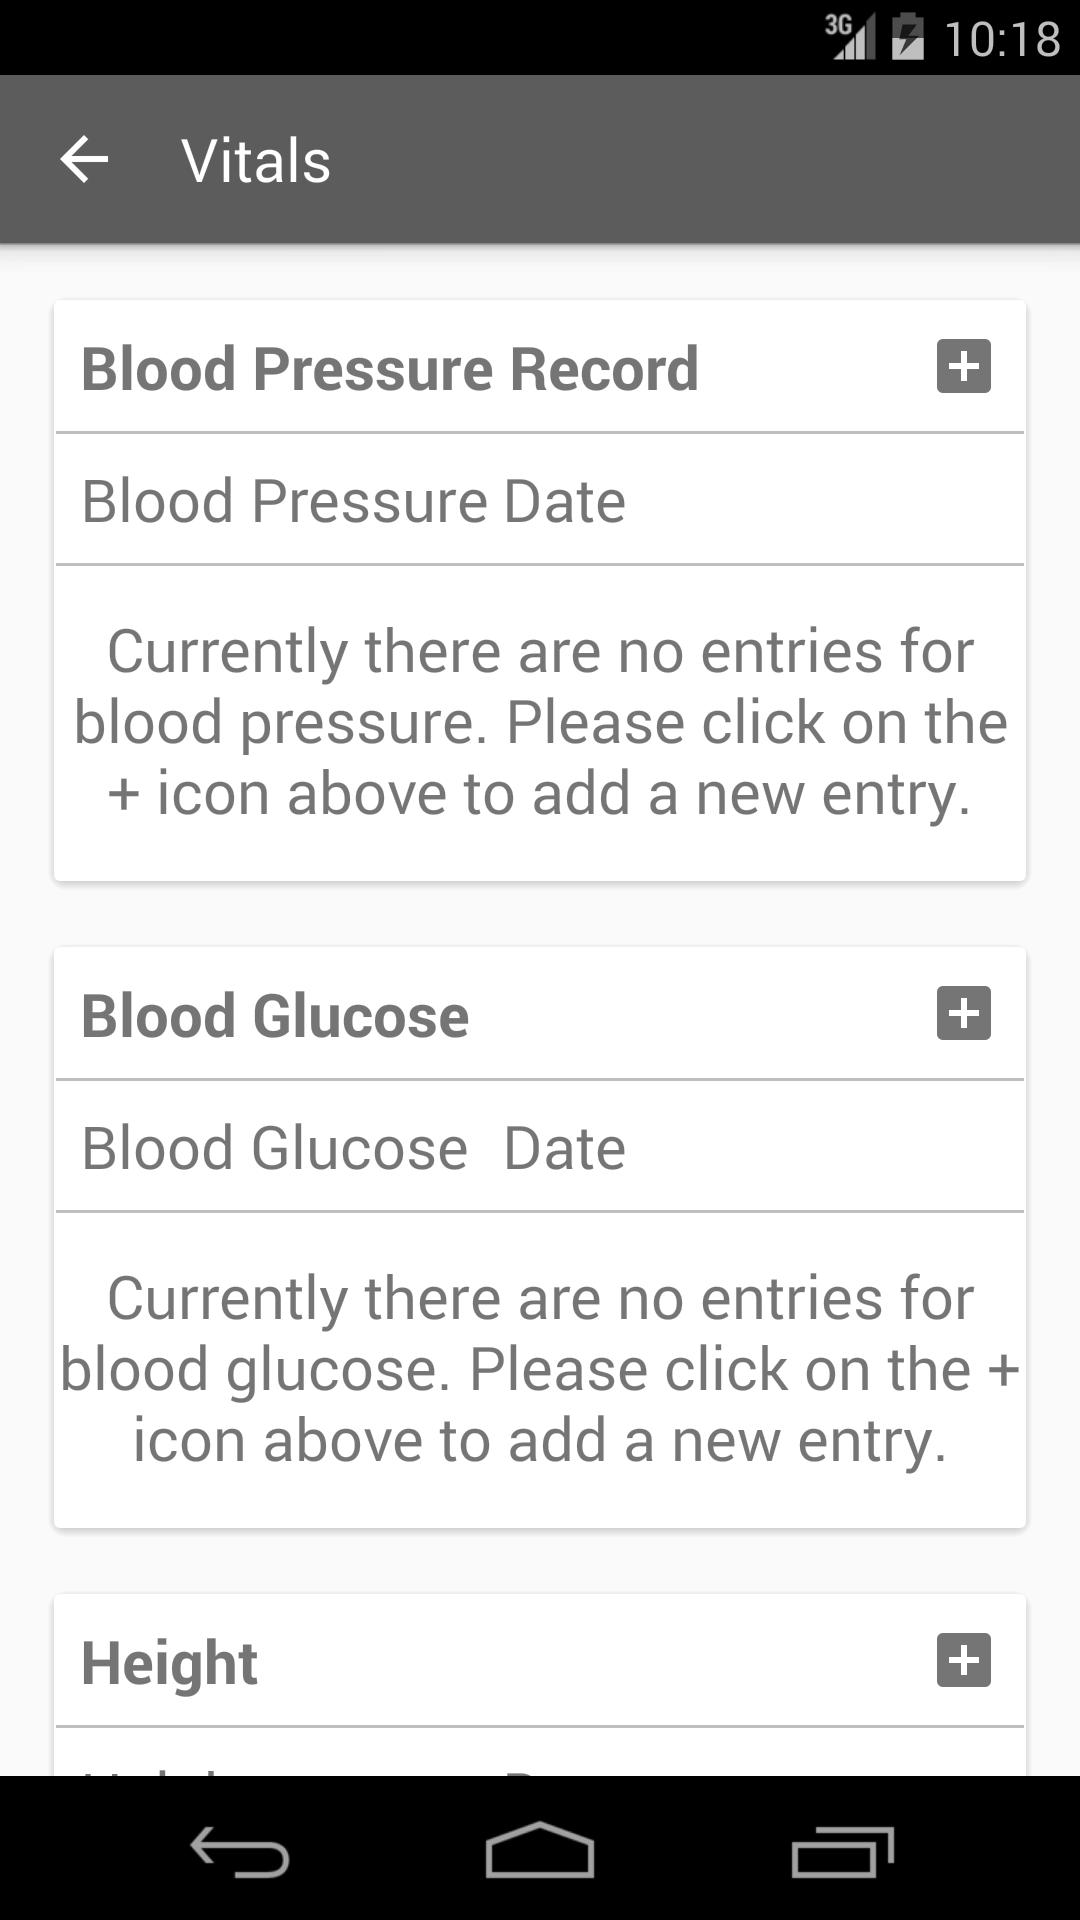 3G 10:18
Vitals
Blood Pressure Record
Blood Pressure Date
Currently there are no entries for
blood pressure. Please click on the
+ icon above to add a new entry.
Blood Glucose
Blood Glucose Date
Currently there are no entries for
blood glucose. Please click on the +
icon above to add a new entry.
Height